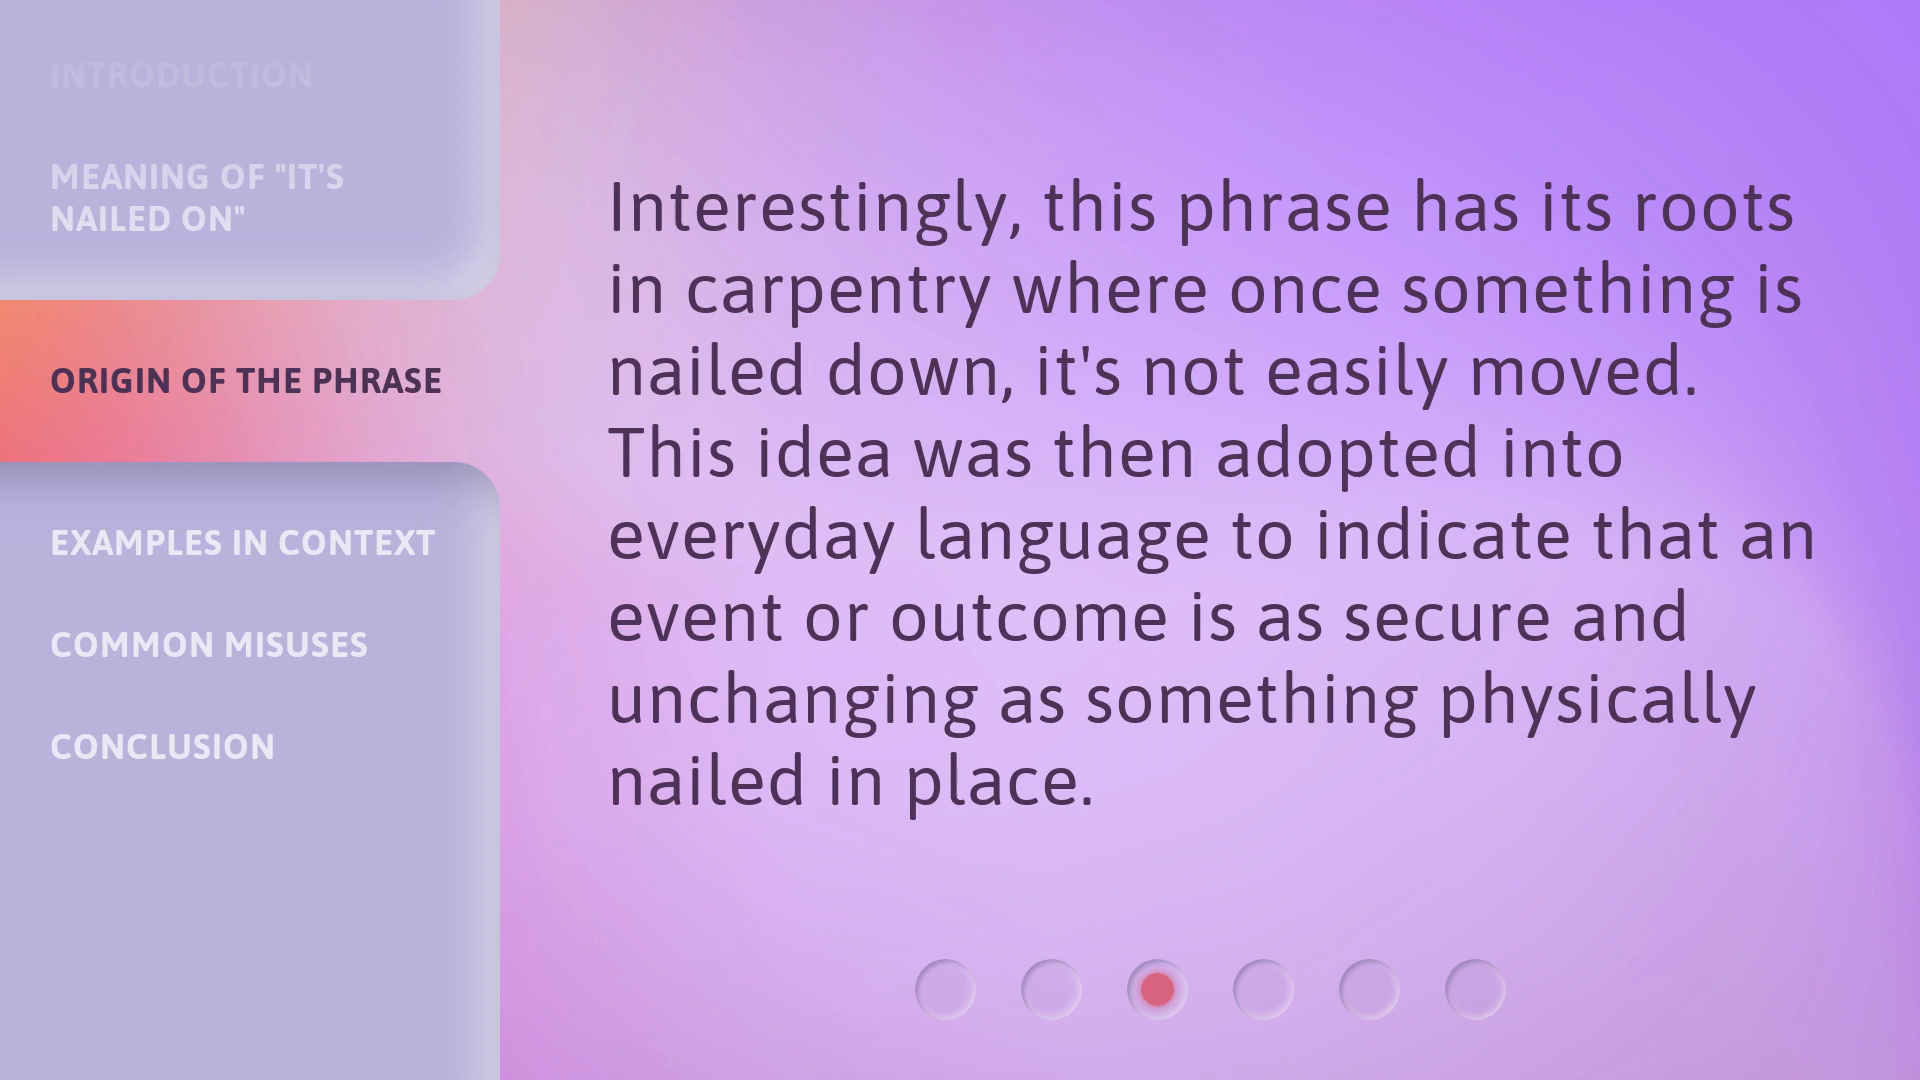 INTRODUCTION
MEANING OF "IT'S
NAILED ON"
ORIGIN OF THE PHRASE
EXAMPLES IN CONTEXT
COMMON MISUSES
CONCLUSION
Interestingly, this phrase has its roots
in carpentry where once something is
nailed down, it's not easily moved.
This idea was then adopted into
everyday language to indicate that an
event or outcome is as secure and
unchanging as something physically
nailed in place.